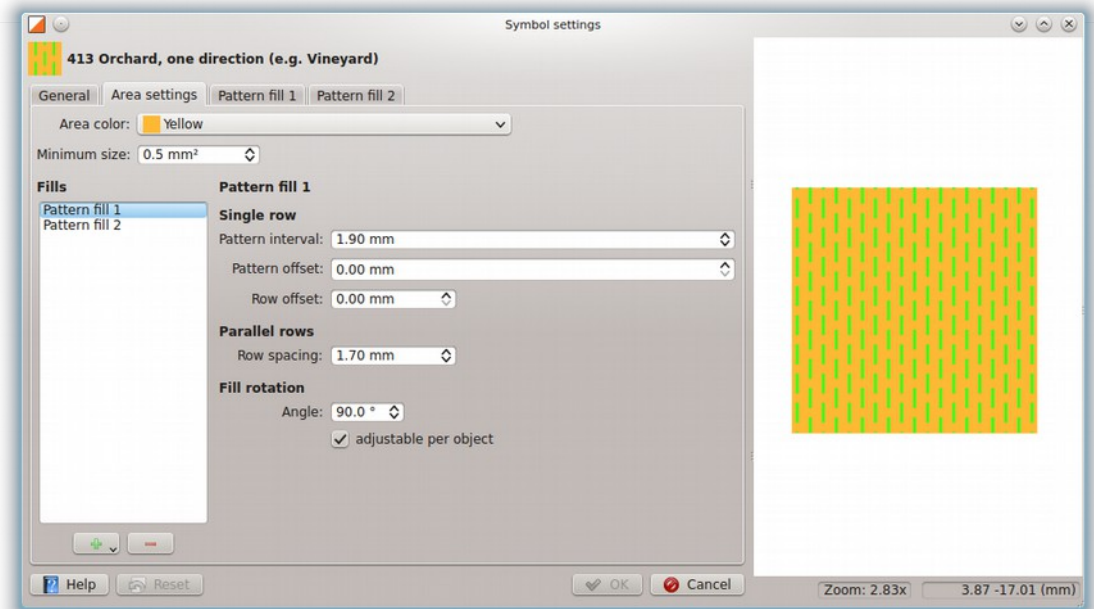 Symbol settings
413 Orchard, one direction (e.g. Vineyard)
General Area settings Pattern fill 1 Pattern fill 2
Area color: Yellow
Minimum size: 0.5 mm²
Fills
Pattern fill 1
Pattern fill 2
Pattern fill 1
Single row
Pattern interval: 1.90 mm
Pattern offset: 0.00 mm
Row offset: 0.00 mm
Parallel rows
Row spacing: 1.70 mm
Fill rotation
Angle: 90.0 °
adjustable per object
Help Reset OK Cancel
Zoom: 2.83x 3.87 -17.01 (mm)